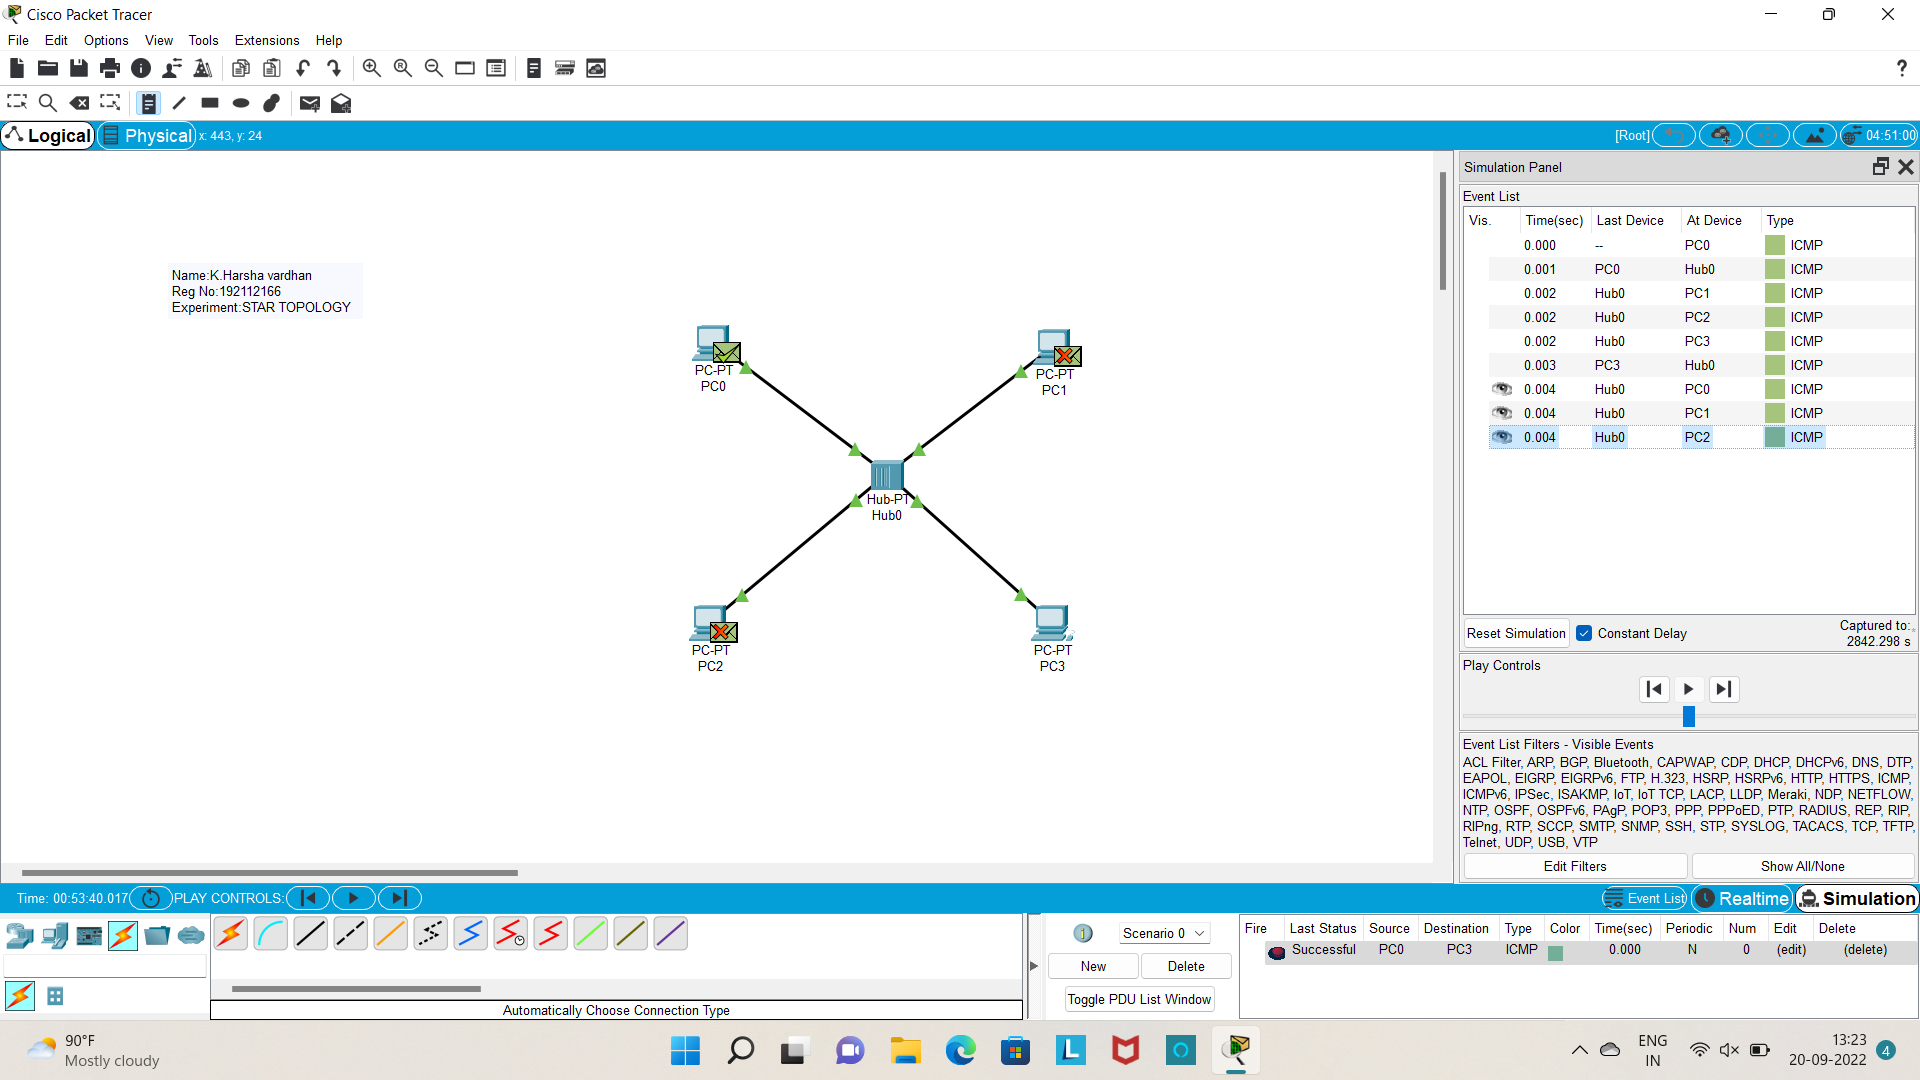 Cisco Packet Tracer
File Edit Options View Tools Extensions Help
?
Logical Physical x: 443, y: 24 [Root] 04:51:00
Name:K.Harsha vardhan
Reg No:192112166
Experiment:STAR TOPOLOGY
PC-PT
PC0
PC-PT
PC1
Hub-PT
Hub0
PC-PT
PC2
PC-PT
PC3
Simulation Panel
Event List
Vis. Time(sec) Last Device At Device Type
0.000 -- PC0 ICMP
0.001 PC0 Hub0 ICMP
0.002 Hub0 PC1 ICMP
0.002 Hub0 PC2 ICMP
0.002 Hub0 PC3 ICMP
0.003 PC3 Hub0 ICMP
0.004 Hub0 PC0 ICMP
0.004 Hub0 PC1 ICMP
0.004 Hub0 PC2 ICMP
Reset Simulation Constant Delay Captured to:
2842.298 s
Play Controls
Event List Filters - Visible Events
ACL Filter, ARP, BGP, Bluetooth, CAPWAP, CDP, DHCP, DHCPv6, DNS, DTP,
EAPOL, EIGRP, EIGRPv6, FTP, H.323, HSRP, HSRPv6, HTTP, HTTPS, ICMP,
ICMPv6, IPSec, ISAKMP, IoT, IoT TCP, LACP, LLDP, Meraki, NDP, NETFLOW,
NTP, OSPF, OSPFv6, PAgP, POP3, PPP, PPPoED, PTP, RADIUS, REP, RIP,
RIPng, RTP, SCCP, SMTP, SNMP, SSH, STP, SYSLOG, TACACS, TCP, TFTP,
Telnet, UDP, USB, VTP
Edit Filters Show All/None
Time: 00:53:40.017 PLAY CONTROLS: Event List Realtime Simulation
Automatically Choose Connection Type
1 Scenario 0
New Delete
Toggle PDU List Window
Fire Last Status Source Destination Type Color Time(sec) Periodic Num Edit Delete
Successful PC0 PC3 ICMP 0.000 N 0 (edit) (delete)
90°F
Mostly cloudy
L
ENG
IN
13:23
20-09-2022
4